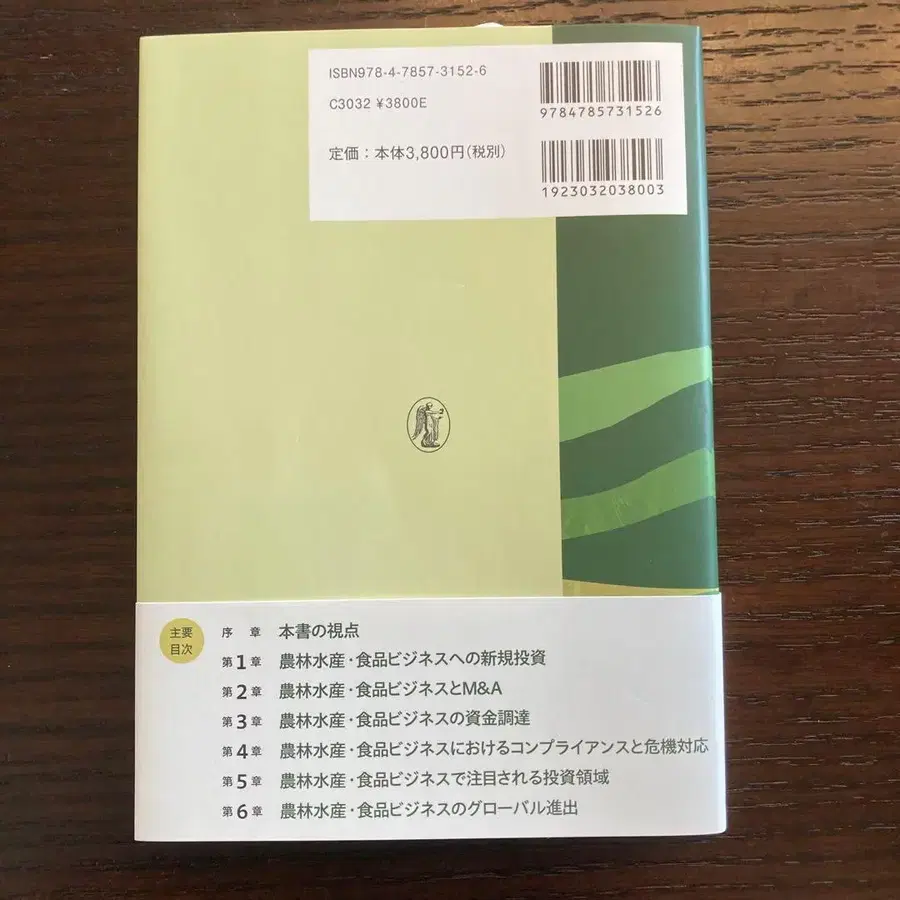 ISBN978-4-7857-3152-6
C3032 ¥3800E
定価：本体3,800円(税別)
9784785731526
1923032038003
主要
目次
序 章 本書の視点
第1章 農林水産・食品ビジネスへの新規投資
第2章 農林水産・食品ビジネスとM&A
第3章 農林水産・食品ビジネスの資金調達
第4章 農林水産・食品ビジネスにおけるコンプライアンスと危機対応
第5章 農林水産・食品ビジネスで注目される投資領域
第6章 農林水産・食品ビジネスのグローバル進出